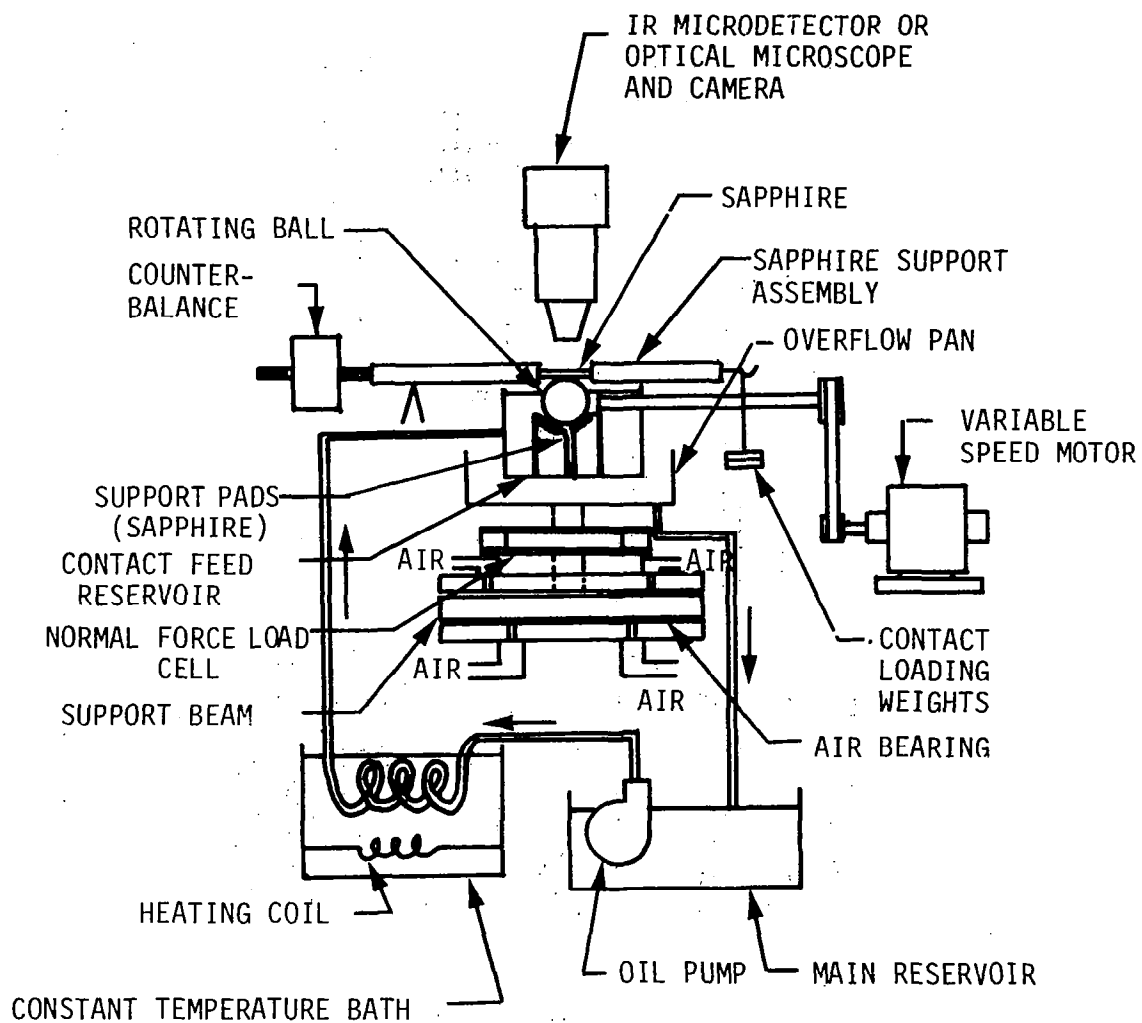 IR MICRODETECTOR OR
OPTICAL MICROSCOPE
AND CAMERA
SAPPHIRE
ROTATING BALL
COUNTER-
BALANCE
SAPPHIRE SUPPORT
ASSEMBLY
OVERFLOW PAN
VARIABLE
SPEED MOTOR
SUPPORT PADS
(SAPPHIRE)
CONTACT FEED
RESERVOIR
AIR
AIR
NORMAL FORCE LOAD
CELL
AIR
AIR
SUPPORT BEAM
CONTACT
LOADING
WEIGHTS
AIR BEARING
HEATING COIL
OIL PUMP
MAIN RESERVOIR
CONSTANT TEMPERATURE BATH